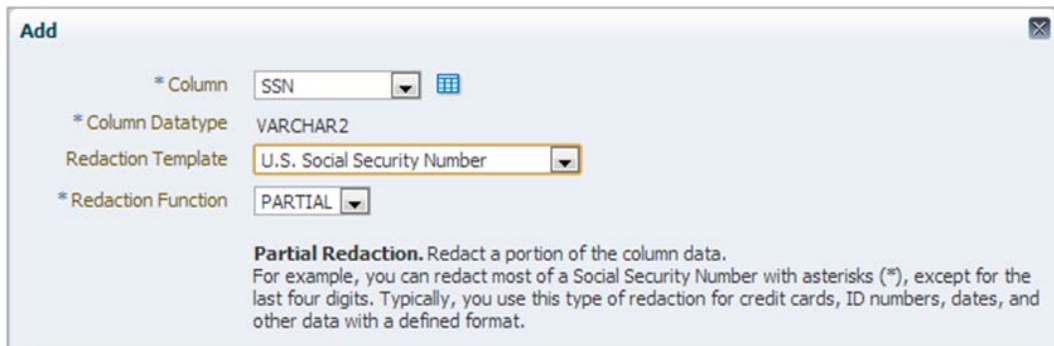 Add
* Column SSN
* Column Datatype VARCHAR2
Redaction Template U.S. Social Security Number
* Redaction Function PARTIAL
Partial Redaction. Redact a portion of the column data.
For example, you can redact most of a Social Security Number with asterisks (*), except for the
last four digits. Typically, you use this type of redaction for credit cards, ID numbers, dates, and
other data with a defined format.